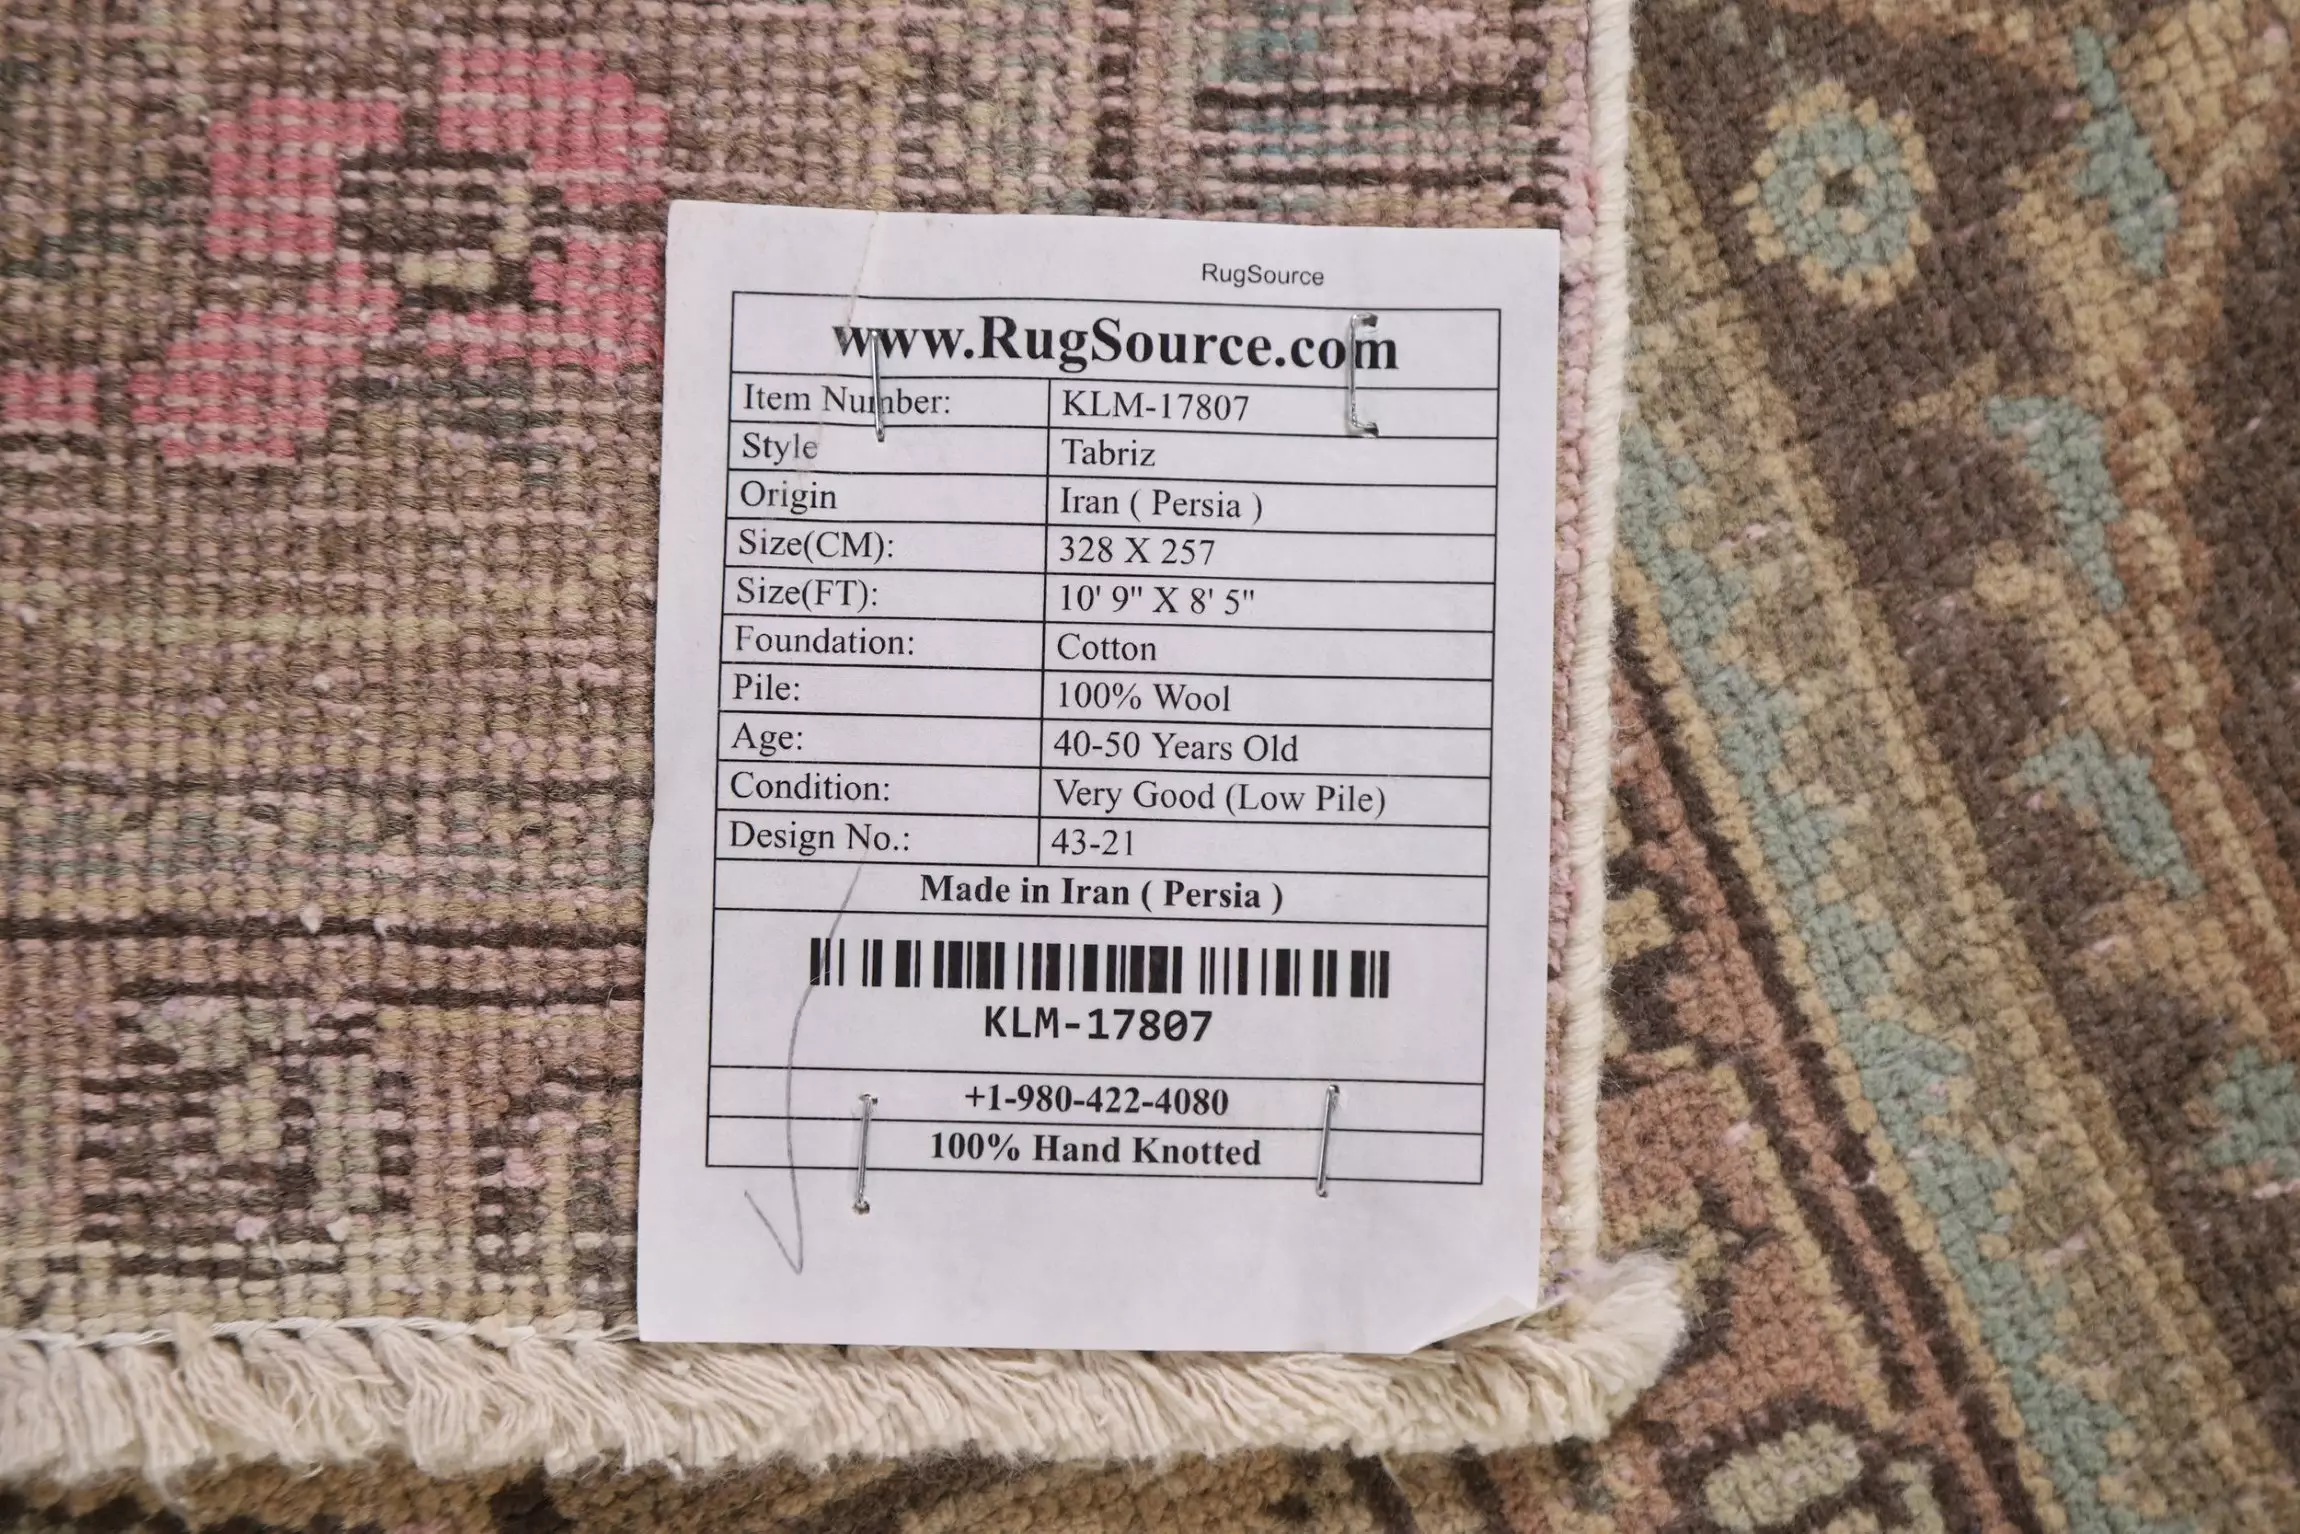 RugSource
www.RugSource.com
Item Number: KLM-17807
Style Tabriz
Origin Iran ( Persia )
Size(CM): 328 X 257
Size(FT): 10' 9" X 8' 5"
Foundation: Cotton
Pile: 100% Wool
Age: 40-50 Years Old
Condition: Very Good (Low Pile)
Design No.: 43-21
Made in Iran ( Persia )
KLM-17807
+1-980-422-4080
100% Hand Knotted